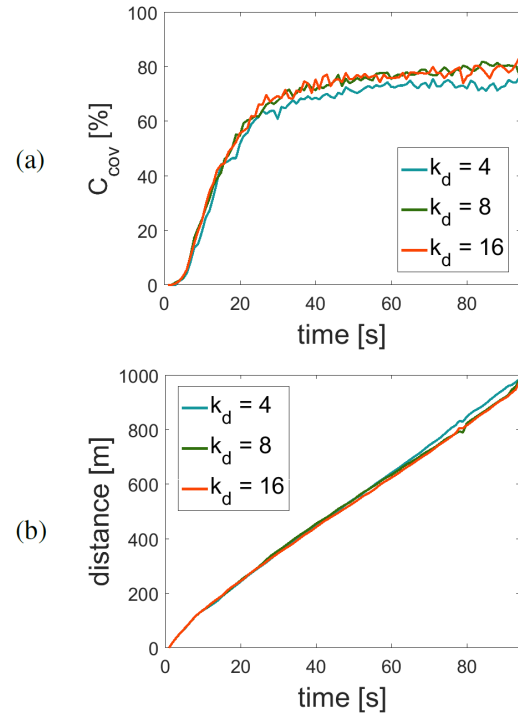 (a)
C_cov [%]
100
80
60
40
20
0
k_d = 4
k_d = 8
k_d = 16
0 20 40 60 80
time [s]
(b)
distance [m]
1000
800
600
400
200
0
k_d = 4
k_d = 8
k_d = 16
0 20 40 60 80
time [s]